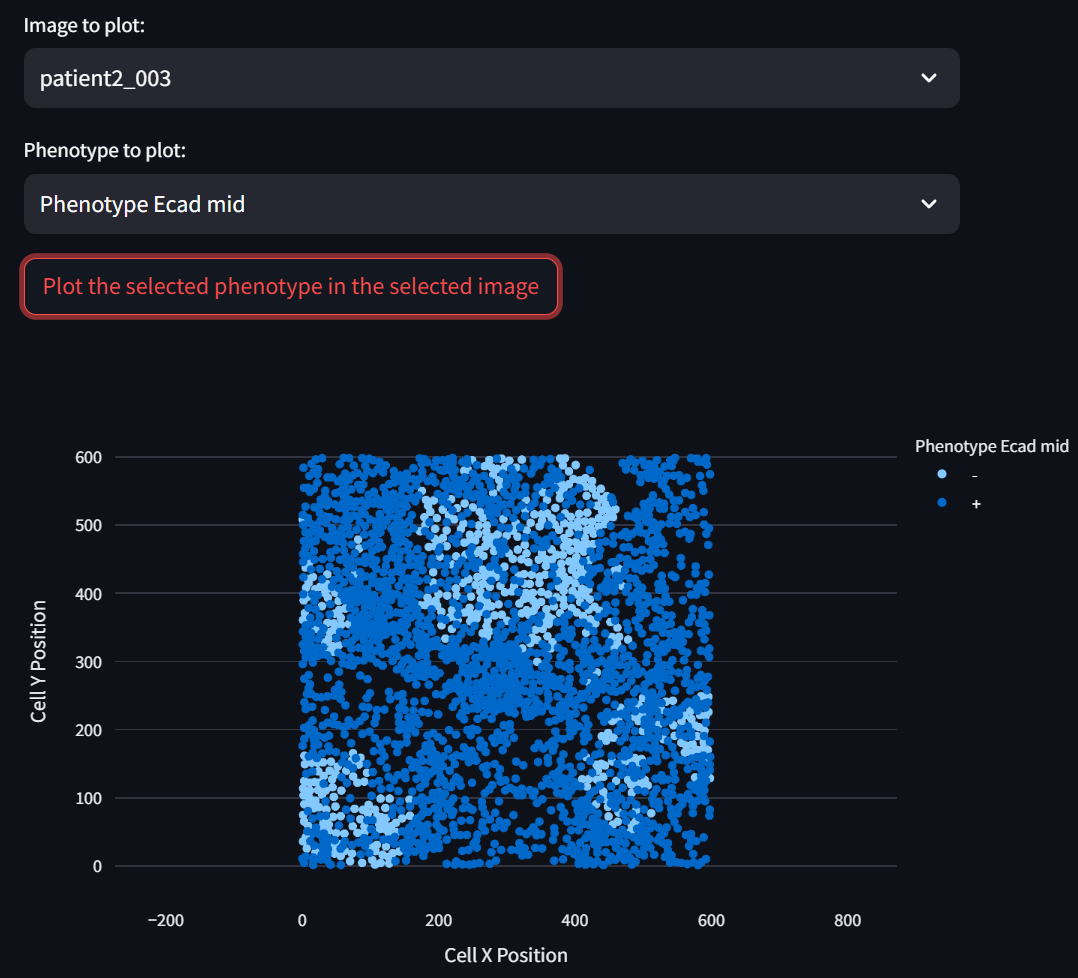 Image to plot:
patient2_003
Phenotype to plot:
Phenotype Ecad mid
Plot the selected phenotype in the selected image
Phenotype Ecad mid
-
+
600
500
400
300
200
100
0
Cell Y Position
−200 0 200 400 600 800
Cell X Position